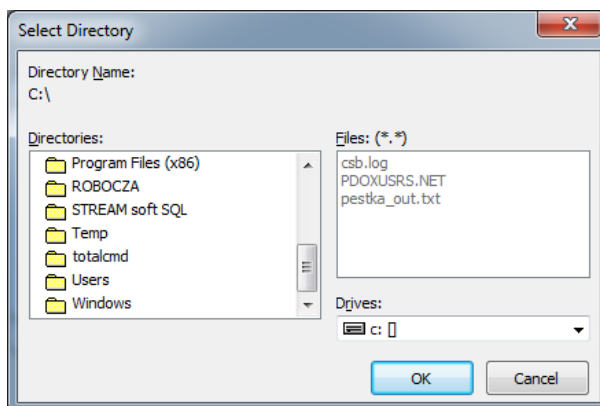 Select Directory
Directory Name:
C:\
Directories:
Program Files (x86)
ROBOCZA
STREAM soft SQL
Temp
totalcmd
Users
Windows
Files: (*.*)
csb.log
PDOXUSRS.NET
pestka_out.txt
Drives:
c: []
OK
Cancel